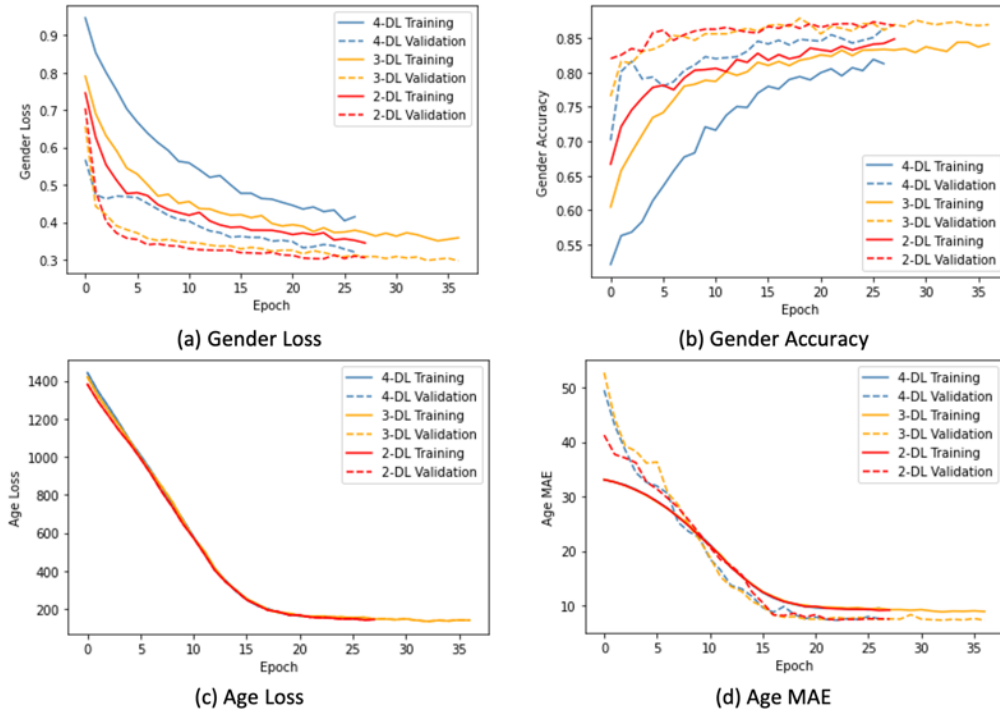 Gender Loss
0.9
0.8
0.7
0.6
0.5
0.4
0.3
4-DL Training
4-DL Validation
3-DL Training
3-DL Validation
2-DL Training
2-DL Validation
0 5 10 15 20 25 30 35
Epoch
(a) Gender Loss
Gender Accuracy
0.85
0.80
0.75
0.70
0.65
0.60
0.55
4-DL Training
4-DL Validation
3-DL Training
3-DL Validation
2-DL Training
2-DL Validation
0 5 10 15 20 25 30 35
Epoch
(b) Gender Accuracy
Age Loss
1400
1200
1000
800
600
400
200
4-DL Training
4-DL Validation
3-DL Training
3-DL Validation
2-DL Training
2-DL Validation
0 5 10 15 20 25 30 35
Epoch
(c) Age Loss
Age MAE
50
40
30
20
10
4-DL Training
4-DL Validation
3-DL Training
3-DL Validation
2-DL Training
2-DL Validation
0 5 10 15 20 25 30 35
Epoch
(d) Age MAE